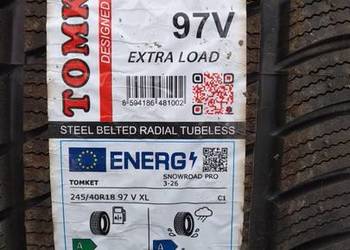 TOMKET
DESIGNED
97V
EXTRA LOAD
8 594186 481002
STEEL BELTED RADIAL TUBELESS
ENERG
TOMKET
SNOWROAD PRO
3-26
245/40R18 97 V XL
C1
A
A